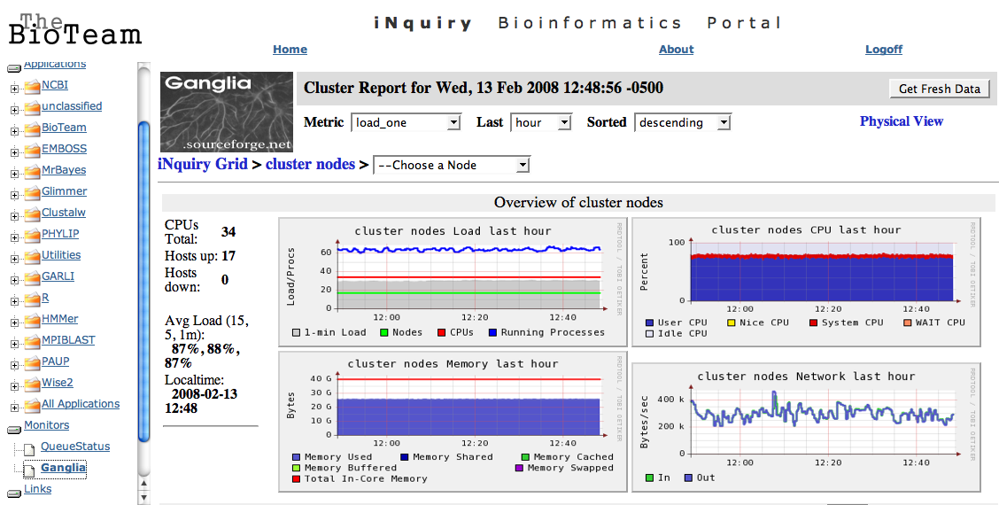 The
BioTeam
iNquiry Bioinformatics Portal
Home About Logoff
Applications
NCBI
unclassified
BioTeam
EMBOSS
MrBayes
Glimmer
Clustalw
PHYLIP
Utilities
GARLI
R
HMMer
MPIBLAST
PAUP
Wise2
All Applications
Monitors
QueueStatus
Ganglia
Links
Ganglia
.sourceforge.net
Cluster Report for Wed, 13 Feb 2008 12:48:56 -0500
Get Fresh Data
Metric load_one Last hour Sorted descending
Physical View
iNquiry Grid > cluster nodes > --Choose a Node
Overview of cluster nodes
CPUs
Total: 34
Hosts up: 17
Hosts
down: 0
Avg Load (15,
5, 1m):
87%, 88%,
87%
Localtime:
2008-02-13
12:48
cluster nodes Load last hour
Load/Procs
60
40
20
0
12:00 12:20 12:40
1-min Load Nodes CPUs Running Processes
RRDTOOL / TOBI OETIKER
cluster nodes CPU last hour
Percent
100
0
12:00 12:20 12:40
User CPU Nice CPU System CPU WAIT CPU
Idle CPU
RRDTOOL / TOBI OETIKER
cluster nodes Memory last hour
Bytes
40 G
30 G
20 G
10 G
0
12:00 12:20 12:40
Memory Used Memory Shared Memory Cached
Memory Buffered Memory Swapped
Total In-Core Memory
RRDTOOL / TOBI OETIKER
cluster nodes Network last hour
Bytes/sec
400 k
200 k
0
12:00 12:20 12:40
In Out
RRDTOOL / TOBI OETIKER